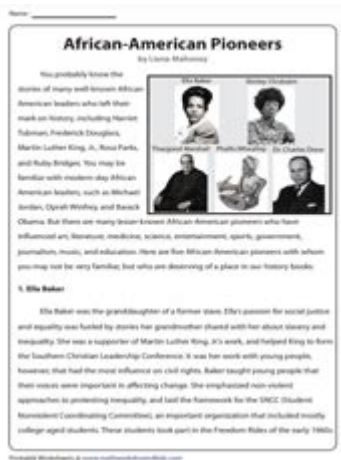 Name:
African-American Pioneers
by Liana Mahoney
You probably know the
stories of many well-known African
American leaders who left their
mark on history, including Harriet
Tubman, Frederick Douglass,
Martin Luther King, Jr., Rosa Parks,
and Ruby Bridges. You may be
familiar with modern-day African
American leaders, such as Michael
Jordan, Oprah Winfrey, and Barack
Ella Baker
Shirley Chisholm
Thurgood Marshall
Phyllis Wheatley
Dr. Charles Drew
Obama. But there are many lesser-known African-American pioneers who have
influenced art, literature, medicine, science, entertainment, sports, government,
journalism, music, and education. Here are five African-American pioneers with whom
you may not be very familiar, but who are deserving of a place in our history books.
1. Ella Baker
Ella Baker was the granddaughter of a former slave. Ella's passion for social justice
and equality was fueled by stories her grandmother shared with her about slavery and
inequality. She was a supporter of Martin Luther King, Jr.'s work, and helped King to form
the Southern Christian Leadership Conference. It was her work with young people,
however, that had the most influence on civil rights. Baker taught young people that
their voices were important in affecting change. She emphasized non-violent
approaches to protesting inequality, and laid the framework for the SNCC (Student
Nonviolent Coordinating Committee), an important organization that included mostly
college-aged students. These students took part in the Freedom Rides of the early 1960s
Printable Worksheets @ www.mathworksheets4kids.com